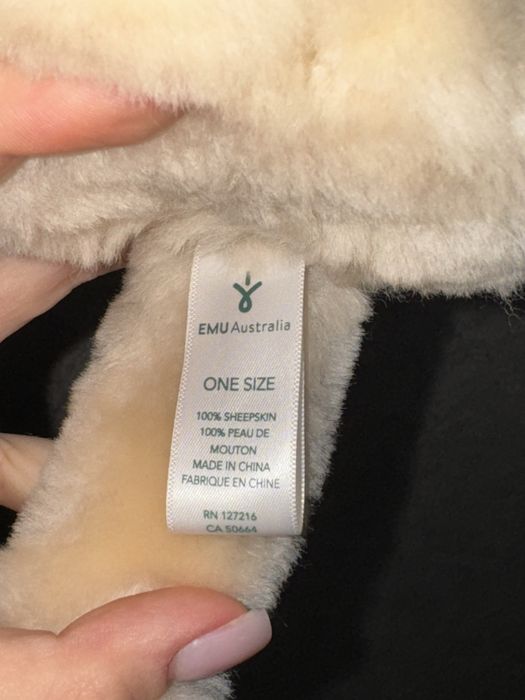 EMU Australia
ONE SIZE
100% SHEEPSKIN
100% PEAU DE
MOUTON
MADE IN CHINA
FABRIQUE EN CHINE
RN 127216
CA 50664